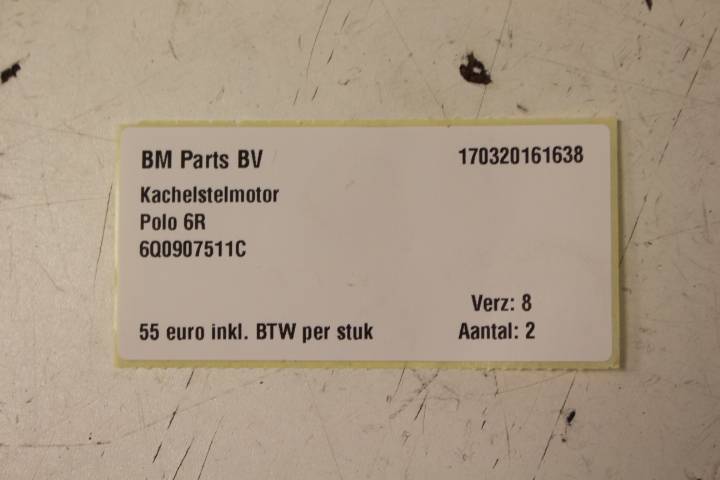 BM Parts BV 170320161638
Kachelstelmotor
Polo 6R
6Q0907511C
Verz: 8
55 euro inkl. BTW per stuk Aantal: 2